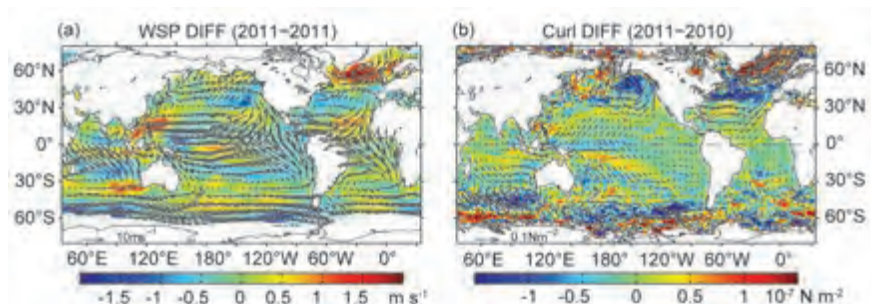 (a) WSP DIFF (2011−2011)
60°N
30°N
0°
30°S
60°S
10ms⁻¹
60°E 120°E 180°W 120°W 60°W 0°
-1.5 -1 -0.5 0 0.5 1 1.5 m s⁻¹
(b) Curl DIFF (2011−2010)
60°N
30°N
0°
30°S
60°S
0.1Nm⁻²
60°E 120°E 180°W 120°W 60°W 0°
-1 -0.5 0 0.5 1 10⁻⁷ N m⁻²